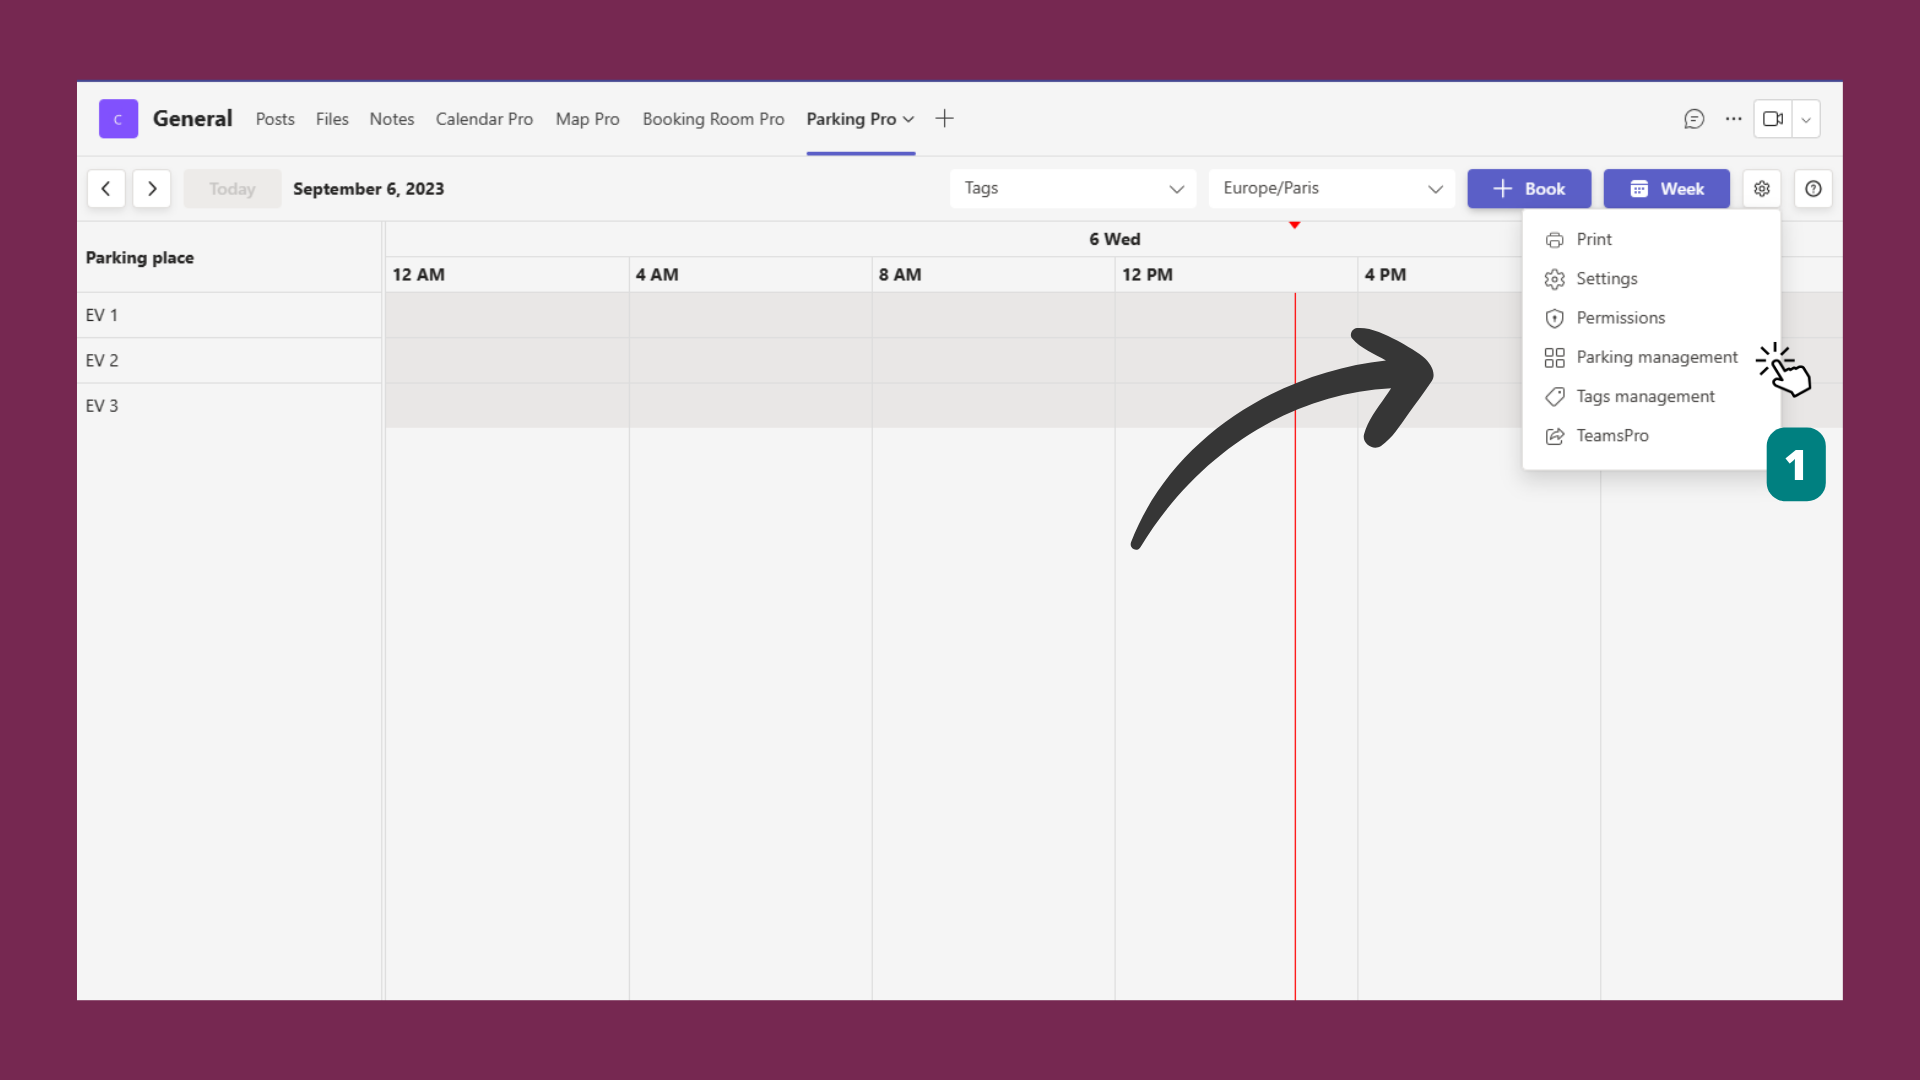 C General Posts Files Notes Calendar Pro Map Pro Booking Room Pro Parking Pro
Today September 6, 2023 Tags Europe/Paris Book Week
Parking place
6 Wed
12 AM 4 AM 8 AM 12 PM 4 PM
EV 1
EV 2
EV 3
Print
Settings
Permissions
Parking management
Tags management
TeamsPro
1